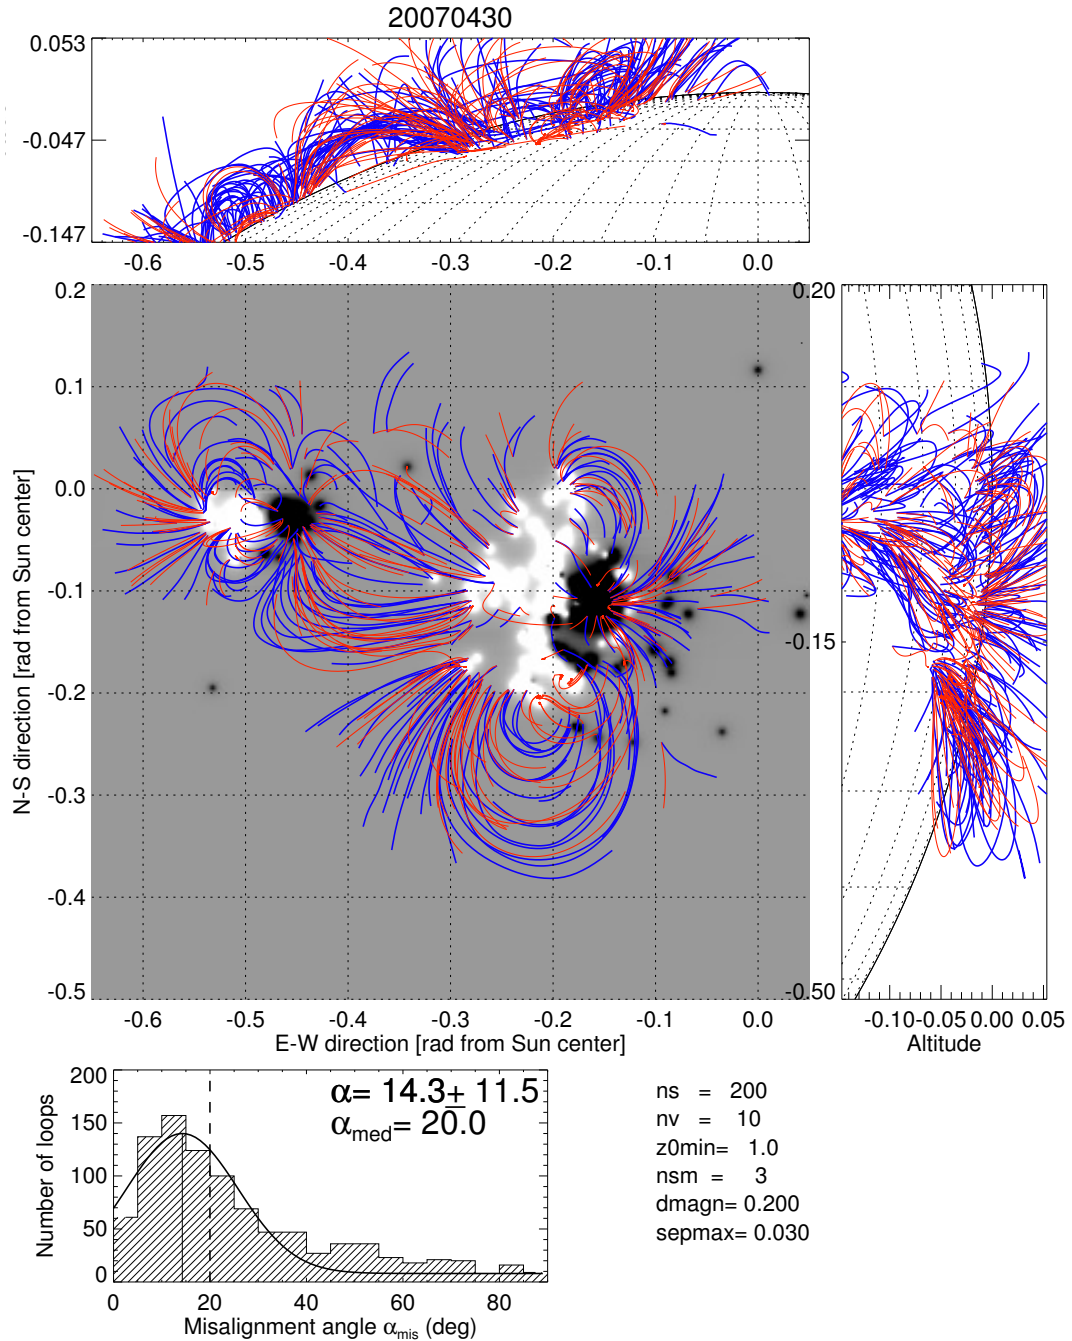 20070430
0.053
-0.047
-0.147
-0.6 -0.5 -0.4 -0.3 -0.2 -0.1 0.0
0.2
0.1
0.0
-0.1
-0.2
-0.3
-0.4
-0.5
N-S direction [rad from Sun center]
-0.6 -0.5 -0.4 -0.3 -0.2 -0.1 0.0
E-W direction [rad from Sun center]
0.20
-0.15
-0.50
-0.10 -0.05 0.00 0.05
Altitude
200
150
100
50
0
Number of loops
α= 14.3± 11.5
αmed= 20.0
0 20 40 60 80
Misalignment angle αmis (deg)
ns = 200
nv = 10
z0min= 1.0
nsm = 3
dmagn= 0.200
sepmax= 0.030